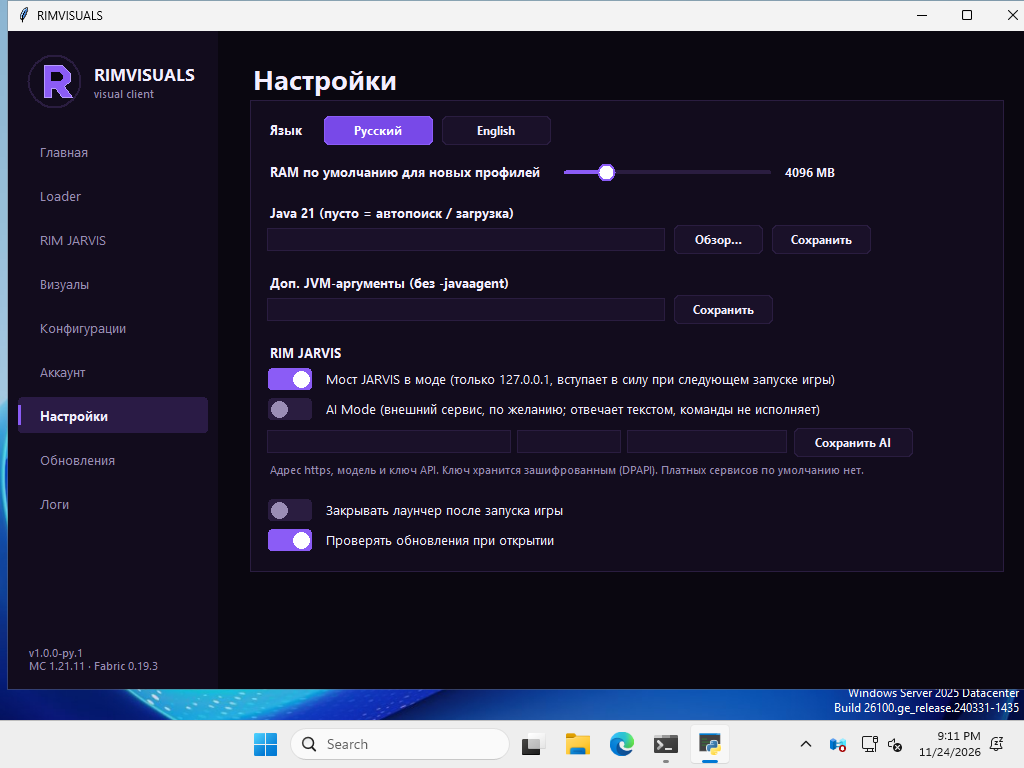 RIMVISUALS
R
RIMVISUALS
visual client
Главная
Loader
RIM JARVIS
Визуалы
Конфигурации
Аккаунт
Настройки
Обновления
Логи
v1.0.0-py.1
MC 1.21.11 · Fabric 0.19.3
Настройки
Язык Русский English
RAM по умолчанию для новых профилей 4096 MB
Java 21 (пусто = автопоиск / загрузка)
Обзор... Сохранить
Доп. JVM-аргументы (без -javaagent)
Сохранить
RIM JARVIS
Мост JARVIS в моде (только 127.0.0.1, вступает в силу при следующем запуске игры)
AI Mode (внешний сервис, по желанию; отвечает текстом, команды не исполняет)
Сохранить AI
Адрес https, модель и ключ API. Ключ хранится зашифрованным (DPAPI). Платных сервисов по умолчанию нет.
Закрывать лаунчер после запуска игры
Проверять обновления при открытии
Windows Server 2025 Datacenter
Build 26100.ge_release.240331-1435
Search
9:11 PM
11/24/2026